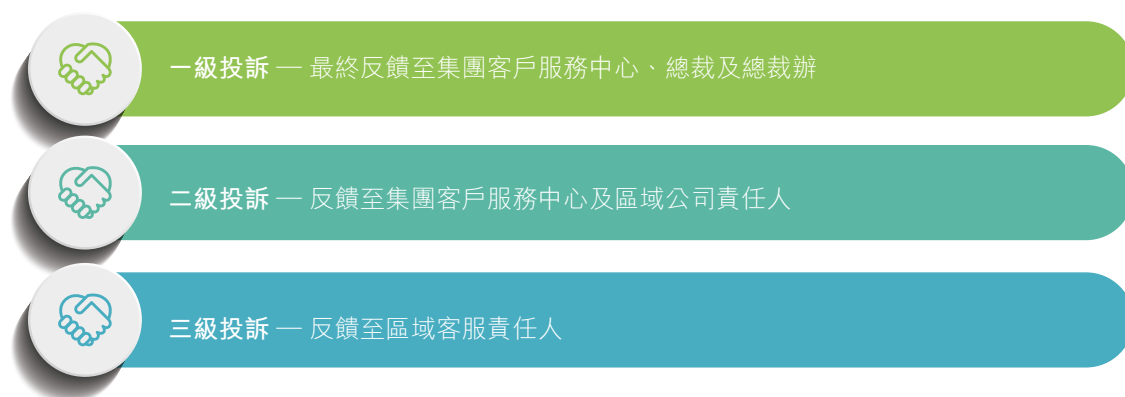 一級投訴 — 最終反饋至集團客戶服務中心、總裁及總裁辦
二級投訴 — 反饋至集團客戶服務中心及區域公司責任人
三級投訴 — 反饋至區域客服責任人